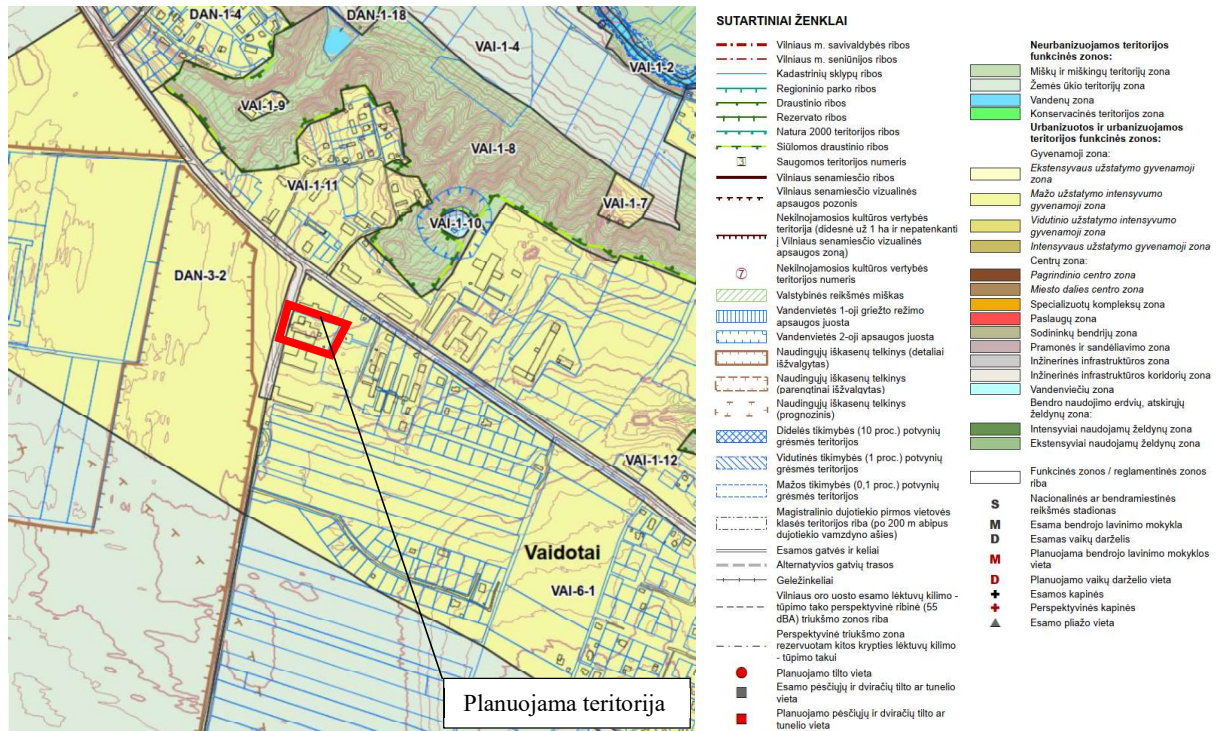 DAN-1-4
DAN-1-18
VAI-1-4
VAI-1-2
VAI-1-9
VAI-1-8
VAI-1-11
VAI-1-7
VAI-1-10
DAN-3-2
VAI-1-12
Vaidotai
VAI-6-1
Planuojama teritorija
SUTARTINIAI ŽENKLAI
Vilniaus m. savivaldybės ribos
Vilniaus m. seniūnijos ribos
Kadastrinių sklypų ribos
Regioninio parko ribos
Draustinio ribos
Rezervato ribos
Natura 2000 teritorijos ribos
Siūlomos draustinio ribos
Saugomos teritorijos numeris
Vilniaus senamiesčio ribos
Vilniaus senamiesčio vizualinės
apsaugos pozonis
Nekilnojamosios kultūros vertybės
teritorija (didesnė už 1 ha ir nepatenkanti
į Vilniaus senamiesčio vizualinės
apsaugos zoną)
7
Nekilnojamosios kultūros vertybės
teritorijos numeris
Valstybinės reikšmės miškas
Vandenvietės 1-oji griežto režimo
apsaugos juosta
Vandenvietės 2-oji apsaugos juosta
Naudingųjų iškasenų telkinys (detaliai
išžvalgytas)
Naudingųjų iškasenų telkinys
(parengtinai išžvalgytas)
Naudingųjų iškasenų telkinys
(prognozinis)
Didelės tikimybės (10 proc.) potvynių
grėsmės teritorijos
Vidutinės tikimybės (1 proc.) potvynių
grėsmės teritorijos
Mažos tikimybės (0,1 proc.) potvynių
grėsmės teritorijos
Magistralinio dujotiekio pirmos vietovės
klasės teritorijos riba (po 200 m abipus
dujotiekio vamzdyno ašies)
Esamos gatvės ir keliai
Alternatyvios gatvių trasos
Geležinkeliai
Vilniaus oro uosto esamo lėktuvų kilimo -
tūpimo tako perspektyvinė ribinė (55
dBA) triukšmo zonos riba
Perspektyvinė triukšmo zona
rezervuotam kitos krypties lėktuvų kilimo
- tūpimo takui
Planuojamo tilto vieta
Esamo pėsčiųjų ir dviračių tilto ar tunelio
vieta
Planuojamo pėsčiųjų ir dviračių tilto ar
tunelio vieta
Neurbanizuojamos teritorijos
funkcinės zonos:
Miškų ir miškingų teritorijų zona
Žemės ūkio teritorijų zona
Vandenų zona
Konservacinės teritorijos zona
Urbanizuotos ir urbanizuojamos
teritorijos funkcinės zonos:
Gyvenamoji zona:
Ekstensyvaus užstatymo gyvenamoji
zona
Mažo užstatymo intensyvumo
gyvenamoji zona
Vidutinio užstatymo intensyvumo
gyvenamoji zona
Intensyvaus užstatymo gyvenamoji zona
Centrų zona:
Pagrindinio centro zona
Miesto dalies centro zona
Specializuotų kompleksų zona
Paslaugų zona
Sodininkų bendrijų zona
Pramonės ir sandėliavimo zona
Inžinerinės infrastruktūros zona
Inžinerinės infrastruktūros koridorių zona
Vandenviečių zona
Bendro naudojimo erdvių, atskirųjų
želdynų zona:
Intensyviai naudojamų želdynų zona
Ekstensyviai naudojamų želdynų zona
Funkcinės zonos / reglamentinės zonos
riba
S Nacionalinės ar bendramiestinės
reikšmės stadionas
M Esama bendrojo lavinimo mokykla
D Esamas vaikų darželis
M Planuojama bendrojo lavinimo mokyklos
vieta
D Planuojamo vaikų darželio vieta
Esamos kapinės
Perspektyvinės kapinės
Esamo pliažo vieta